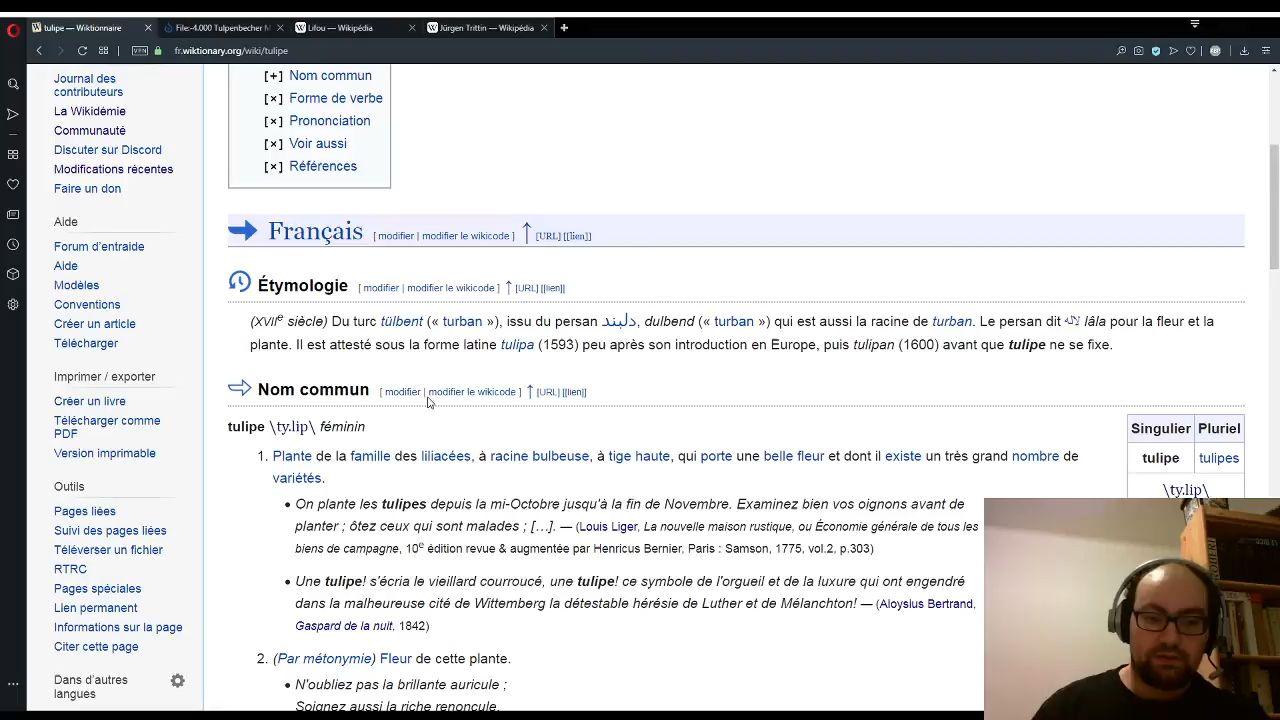 tulipe — Wiktionnaire
File:-4.000 Tulpenbecher M
Lifou — Wikipédia
Jürgen Trittin — Wikipédia
VPN
fr.wiktionary.org/wiki/tulipe
Journal des
contributeurs
La Wikidémie
Communauté
Discuter sur Discord
Modifications récentes
Faire un don
Aide
Forum d'entraide
Aide
Modèles
Conventions
Créer un article
Télécharger
Imprimer / exporter
Créer un livre
Télécharger comme
PDF
Version imprimable
Outils
Pages liées
Suivi des pages liées
Téléverser un fichier
RTRC
Pages spéciales
Lien permanent
Informations sur la page
Citer cette page
Dans d'autres
langues
[+] Nom commun
[×] Forme de verbe
[×] Prononciation
[×] Voir aussi
[×] Références
Français [ modifier | modifier le wikicode ] ↑ [URL] [[lien]]
Étymologie [ modifier | modifier le wikicode ] ↑ [URL] [[lien]]
(XVIIe siècle) Du turc tülbent (« turban »), issu du persan دلبند, dulbend (« turban ») qui est aussi la racine de turban. Le persan dit لاله lâla pour la fleur et la
plante. Il est attesté sous la forme latine tulipa (1593) peu après son introduction en Europe, puis tulipan (1600) avant que tulipe ne se fixe.
Nom commun [ modifier | modifier le wikicode ] ↑ [URL] [[lien]]
tulipe \ty.lip\ féminin
1. Plante de la famille des liliacées, à racine bulbeuse, à tige haute, qui porte une belle fleur et dont il existe un très grand nombre de
variétés.
• On plante les tulipes depuis la mi-Octobre jusqu'à la fin de Novembre. Examinez bien vos oignons avant de
planter ; ôtez ceux qui sont malades ; […]. — (Louis Liger, La nouvelle maison rustique, ou Économie générale de tous les
biens de campagne, 10e édition revue & augmentée par Henricus Bernier, Paris : Samson, 1775, vol.2, p.303)
• Une tulipe! s'écria le vieillard courroucé, une tulipe! ce symbole de l'orgueil et de la luxure qui ont engendré
dans la malheureuse cité de Wittemberg la détestable hérésie de Luther et de Mélanchton! — (Aloysius Bertrand,
Gaspard de la nuit, 1842)
2. (Par métonymie) Fleur de cette plante.
• N'oubliez pas la brillante auricule ;
Soignez aussi la riche renoncule,
Singulier Pluriel
tulipe tulipes
\ty.lip\